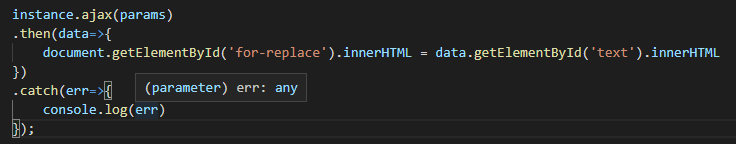 instance.ajax(params)
.then(data=>{
document.getElementById('for-replace').innerHTML = data.getElementById('text').innerHTML
})
.catch(err=>{
(parameter) err: any
console.log(err)
});